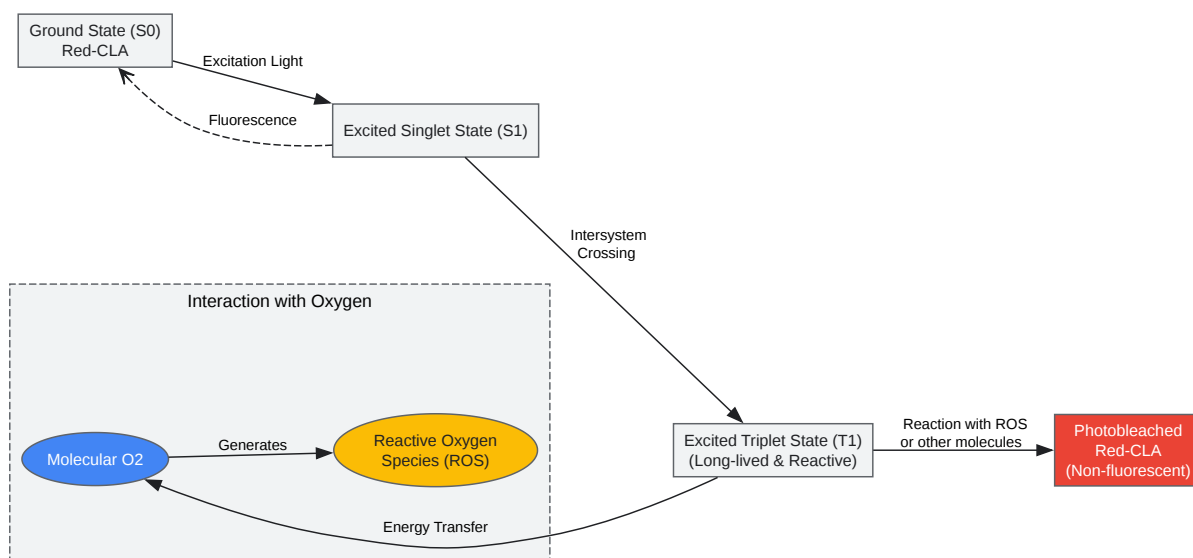 Ground State (S0)
Red-CLA
Excitation Light
Fluorescence
Excited Singlet State (S1)
Intersystem
Crossing
Interaction with Oxygen
Molecular O2
Generates
Reactive Oxygen
Species (ROS)
Energy Transfer
Excited Triplet State (T1)
(Long-lived & Reactive)
Reaction with ROS
or other molecules
Photobleached
Red-CLA
(Non-fluorescent)